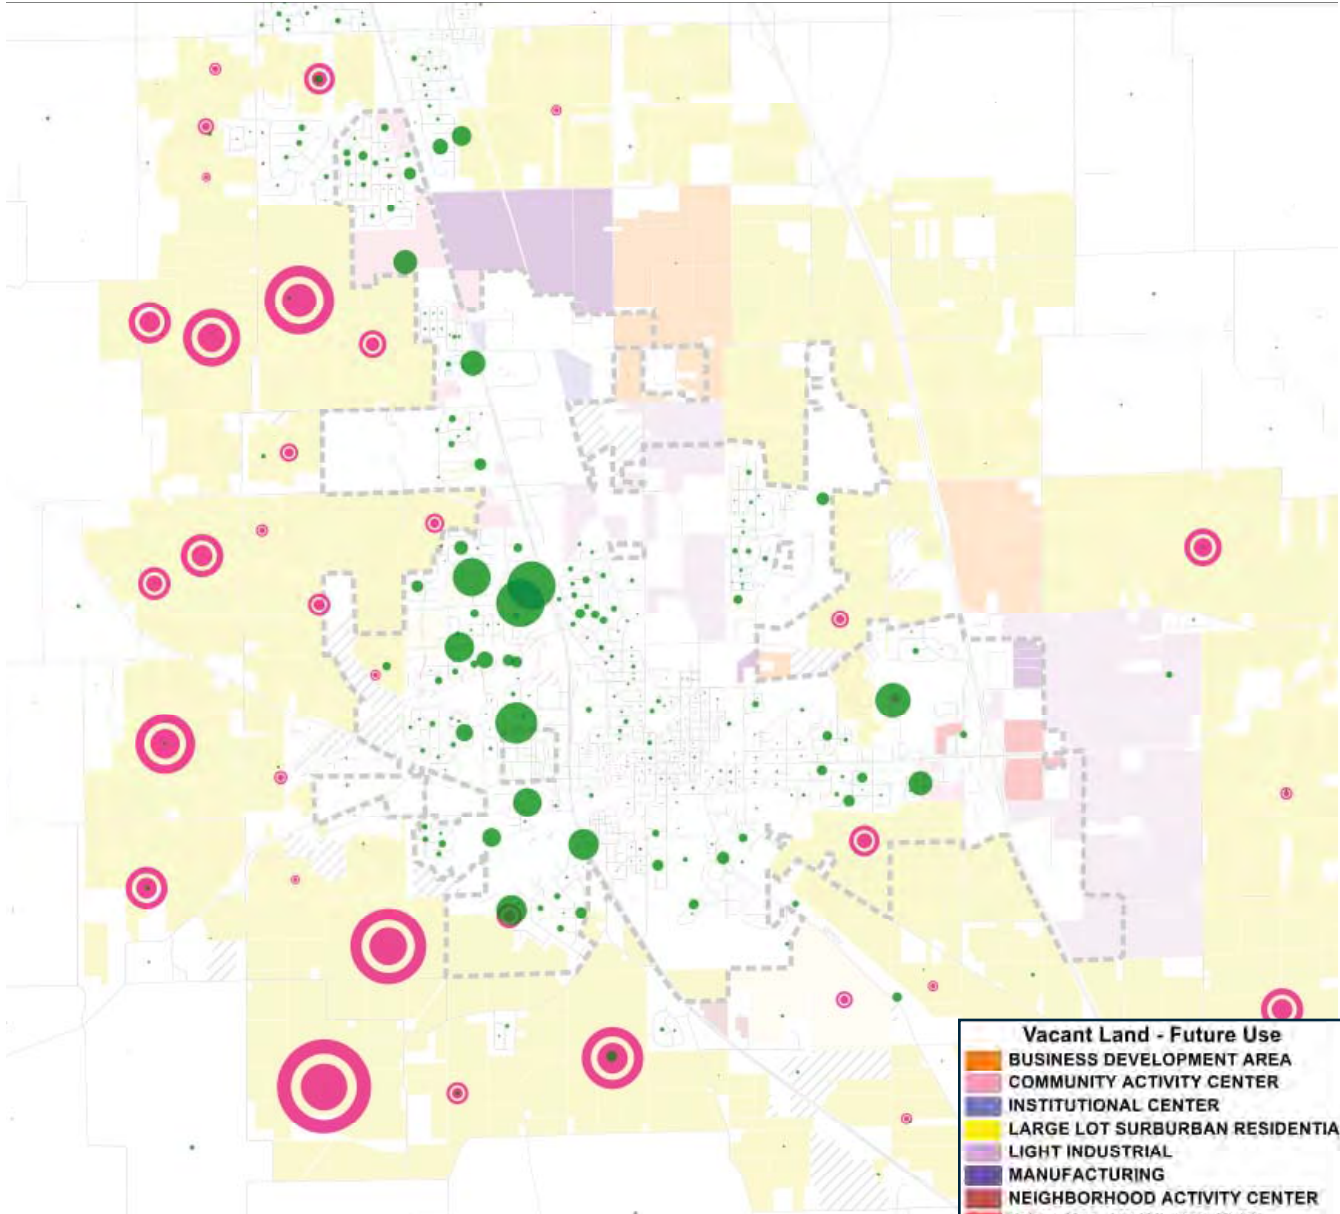 Vacant Land - Future Use
BUSINESS DEVELOPMENT AREA
COMMUNITY ACTIVITY CENTER
INSTITUTIONAL CENTER
LARGE LOT SURBURBAN RESIDENTIA
LIGHT INDUSTRIAL
MANUFACTURING
NEIGHBORHOOD ACTIVITY CENTER